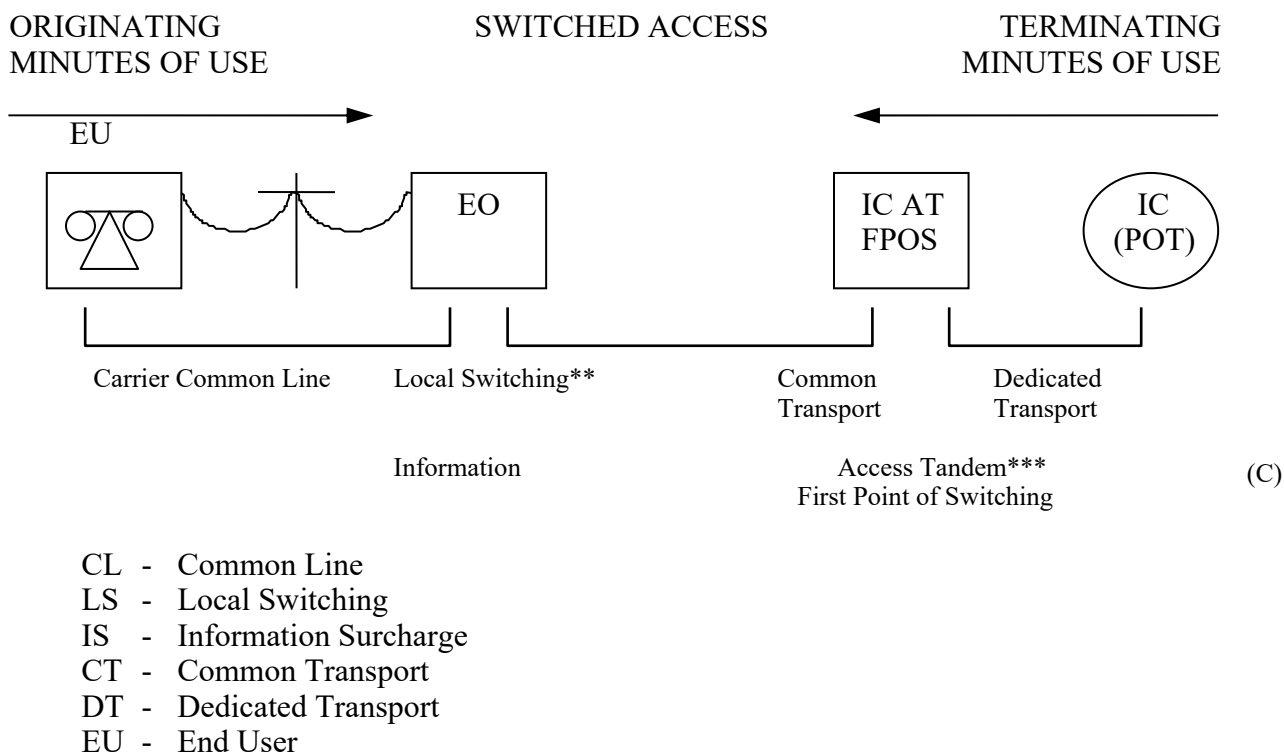 ORIGINATING SWITCHED ACCESS TERMINATING
MINUTES OF USE MINUTES OF USE
EU
EO IC AT IC
FPOS (POT)
Carrier Common Line Local Switching** Common Dedicated
Transport Transport
Information Access Tandem*** (C)
First Point of Switching
CL - Common Line
LS - Local Switching
IS - Information Surcharge
CT - Common Transport
DT - Dedicated Transport
EU - End User